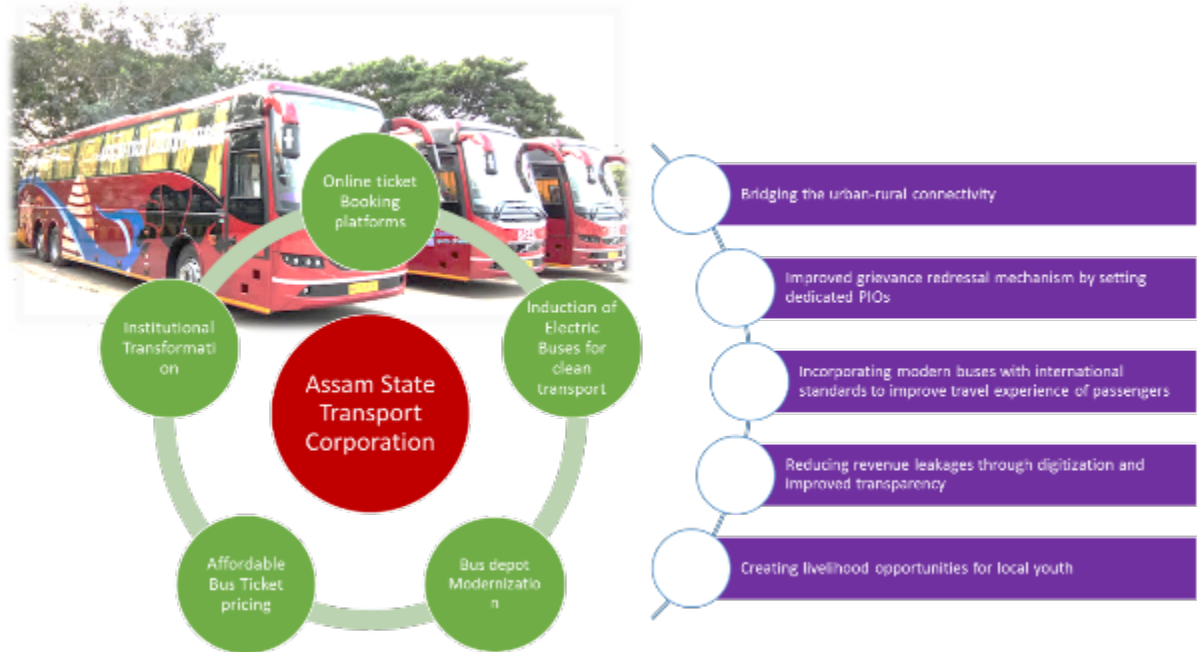 Online ticket
Booking
platforms
Induction of
Electric
Buses for
clean
transport
Bus depot
Modernizatio
n
Affordable
Bus Ticket
pricing
Institutional
Transformati
on
Assam State
Transport
Corporation
Bridging the urban-rural connectivity
Improved grievance redressal mechanism by setting
dedicated PIOs
Incorporating modern buses with international
standards to improve travel experience of passengers
Reducing revenue leakages through digitization and
improved transparency
Creating livelihood opportunities for local youth